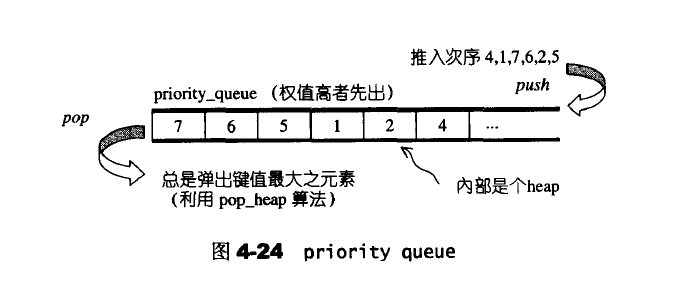 推入次序 4,1,7,6,2,5
push
priority_queue （权值高者先出）
pop
7 6 5 1 2 4 ...
总是弹出键值最大之元素
（利用 pop_heap 算法）
内部是个heap
图 4-24 priority queue